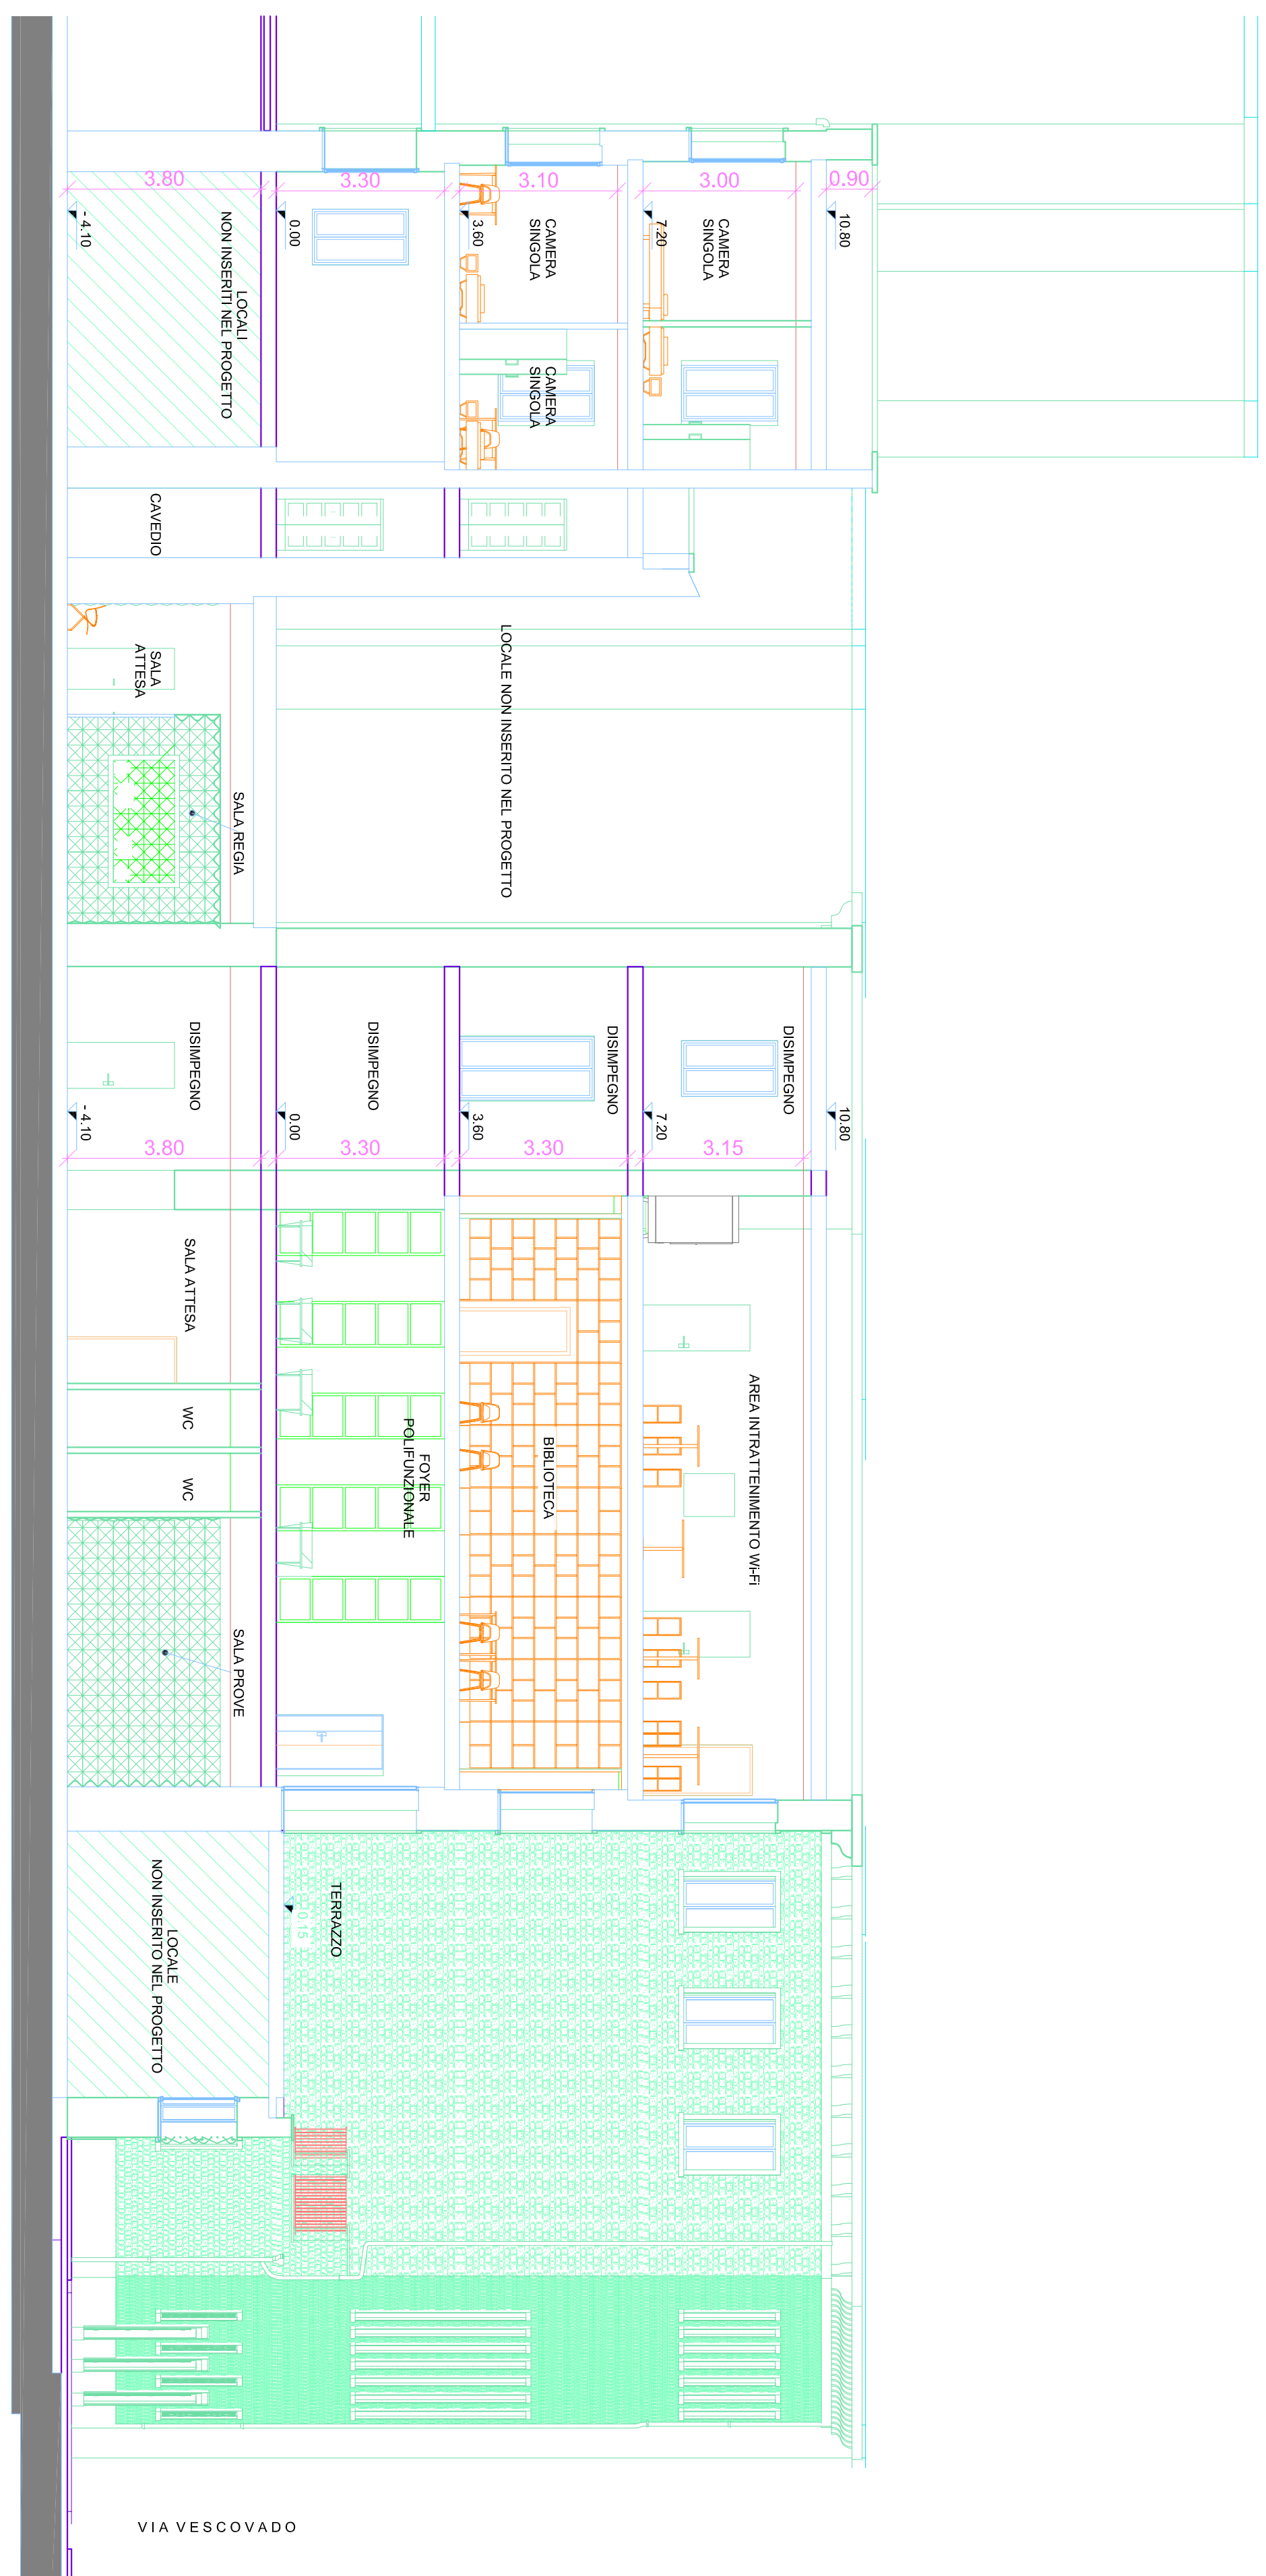 3.80
3.30
3.10
3.00
0.90
- 4.10
0.00
3.60
7.20
10.80
LOCALI
NON INSERITI NEL PROGETTO
CAMERA
SINGOLA
CAMERA
SINGOLA
CAMERA
SINGOLA
CAVEDIO
SALA
ATTESA
LOCALE NON INSERITO NEL PROGETTO
SALA REGIA
DISIMPEGNO
DISIMPEGNO
DISIMPEGNO
DISIMPEGNO
- 4.10
0.00
3.60
7.20
10.80
3.80
3.30
3.30
3.15
SALA ATTESA
WC
WC
FOYER
POLIFUNZIONALE
BIBLIOTECA
AREA INTRATTENIMENTO Wi-Fi
SALA PROVE
TERRAZZO
0.15
LOCALE
NON INSERITO NEL PROGETTO
VIA VESCOVADO